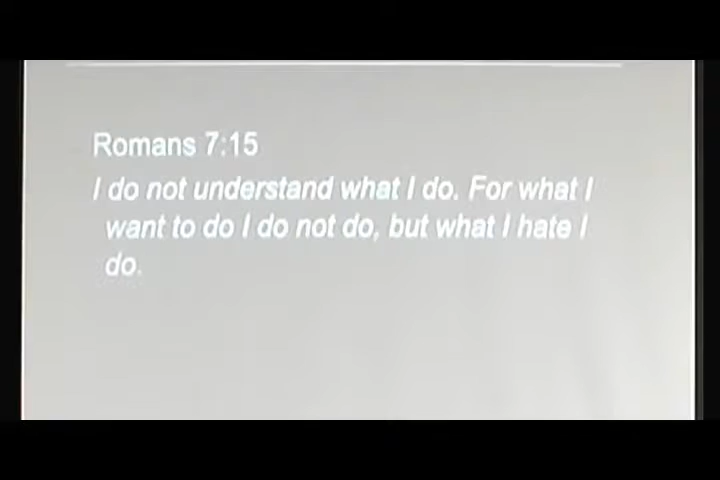 Romans 7:15
I do not understand what I do. For what I
want to do I do not do, but what I hate I
do.